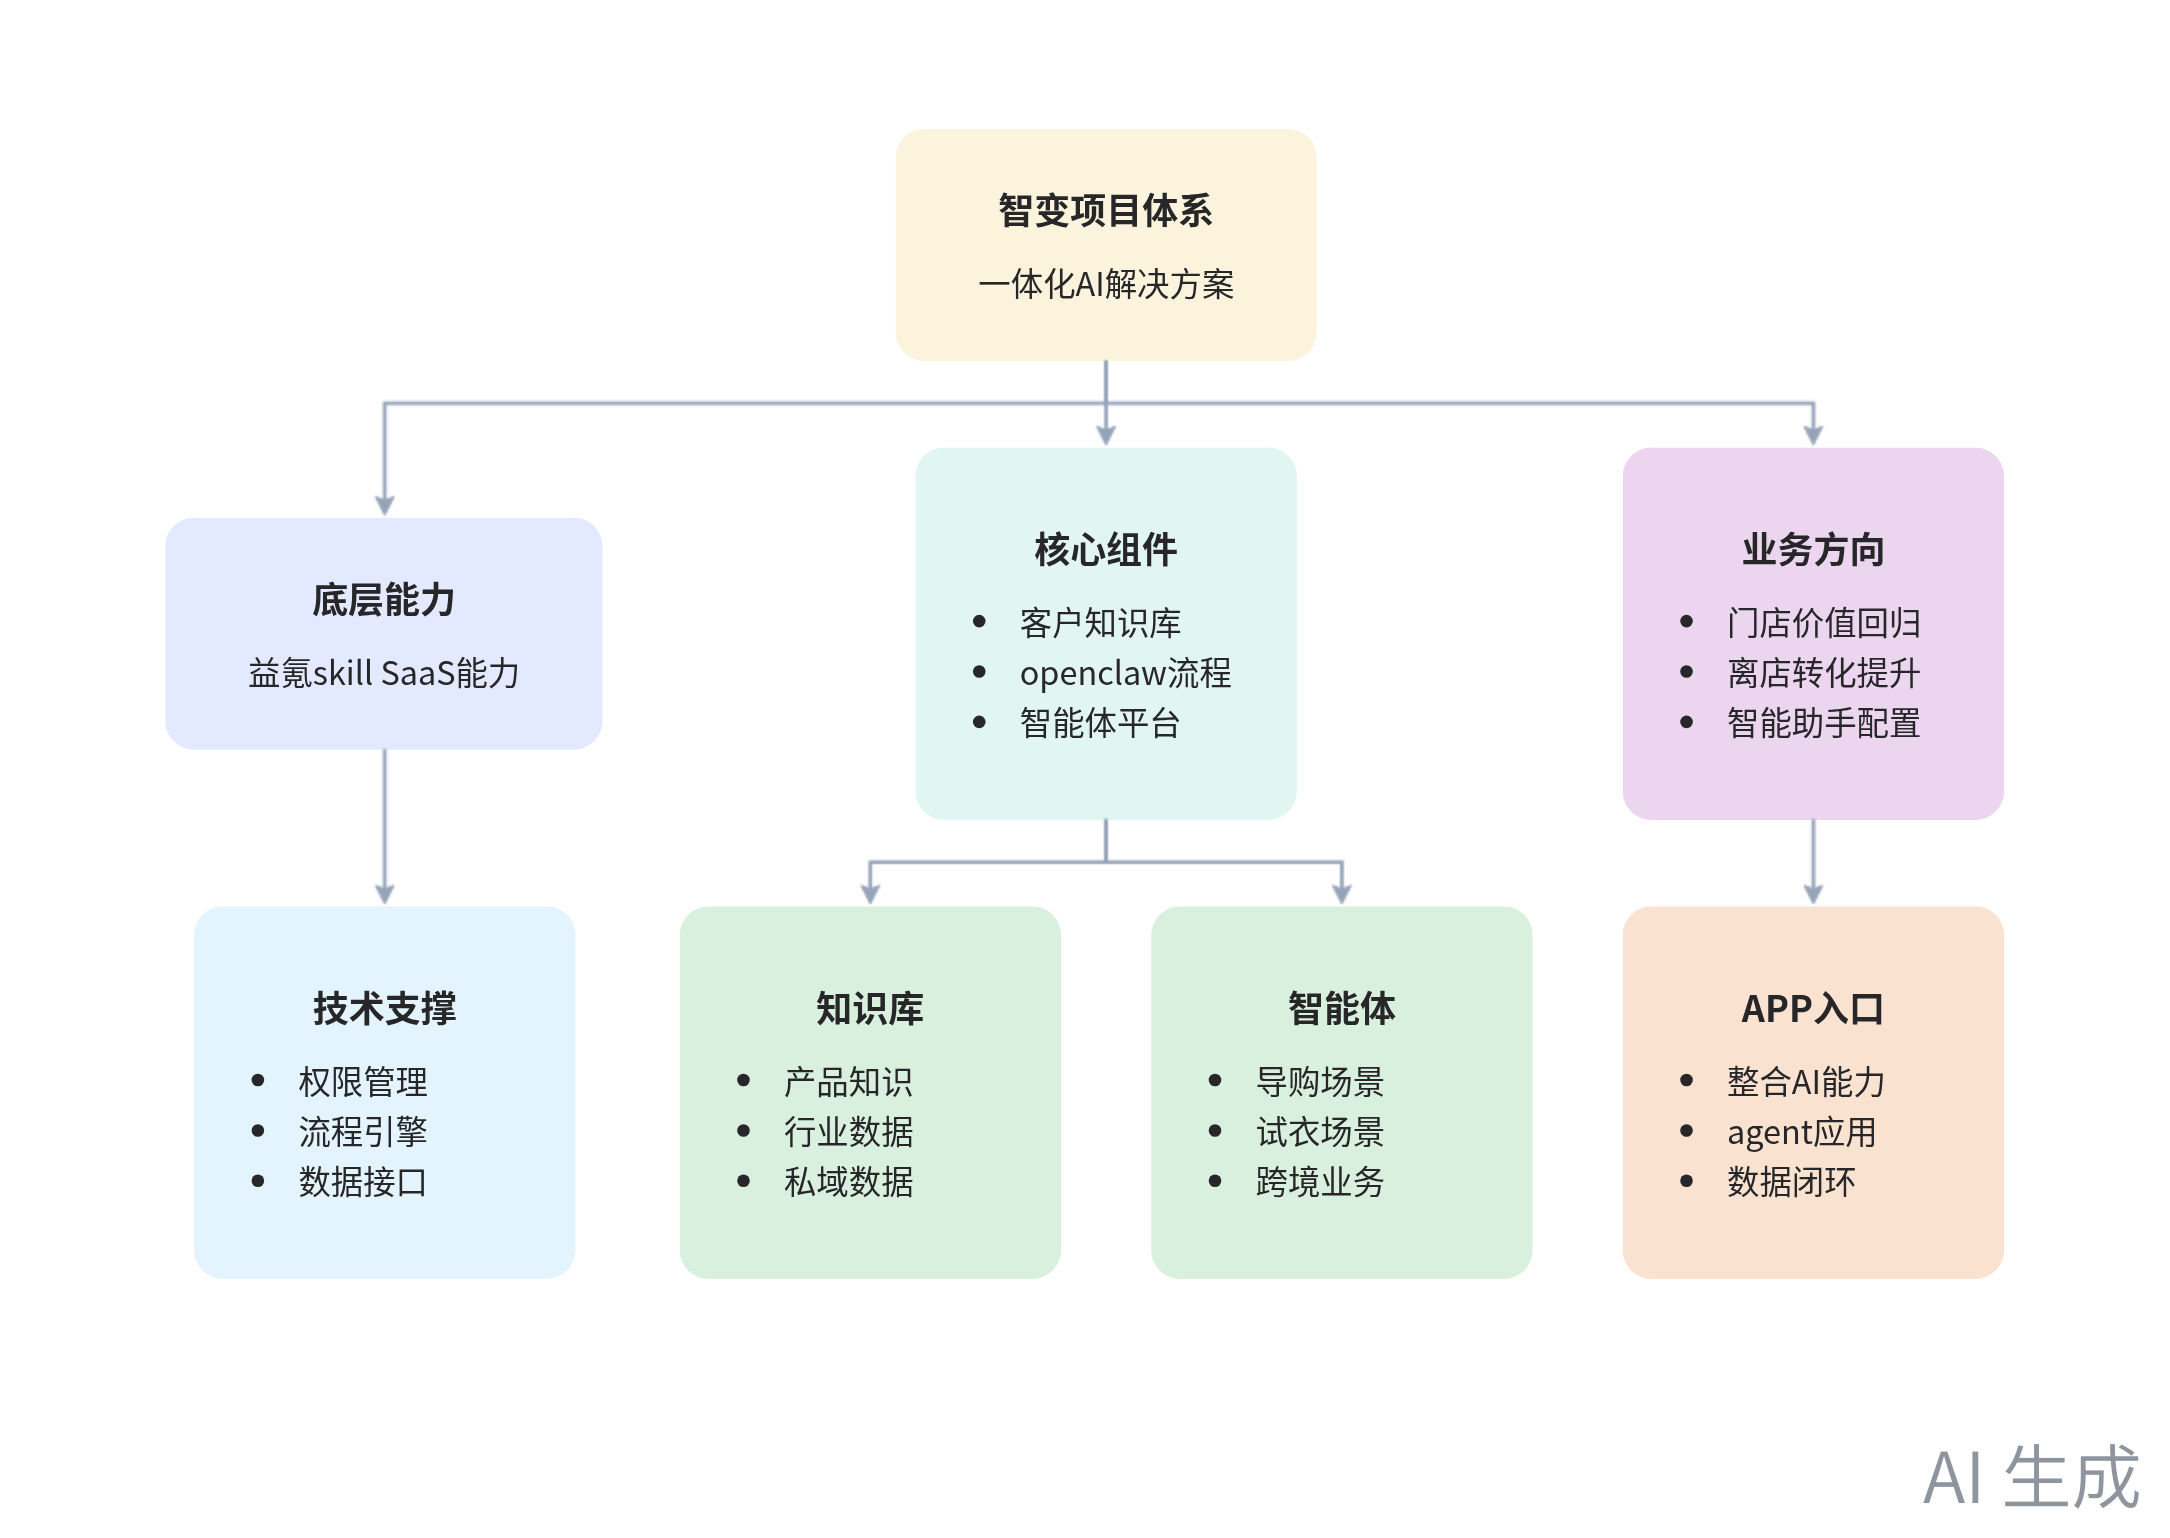 智变项目体系
一体化AI解决方案
底层能力
益氪skill SaaS能力
核心组件
客户知识库
openclaw流程
智能体平台
业务方向
门店价值回归
离店转化提升
智能助手配置
技术支撑
权限管理
流程引擎
数据接口
知识库
产品知识
行业数据
私域数据
智能体
导购场景
试衣场景
跨境业务
APP入口
整合AI能力
agent应用
数据闭环
AI 生成